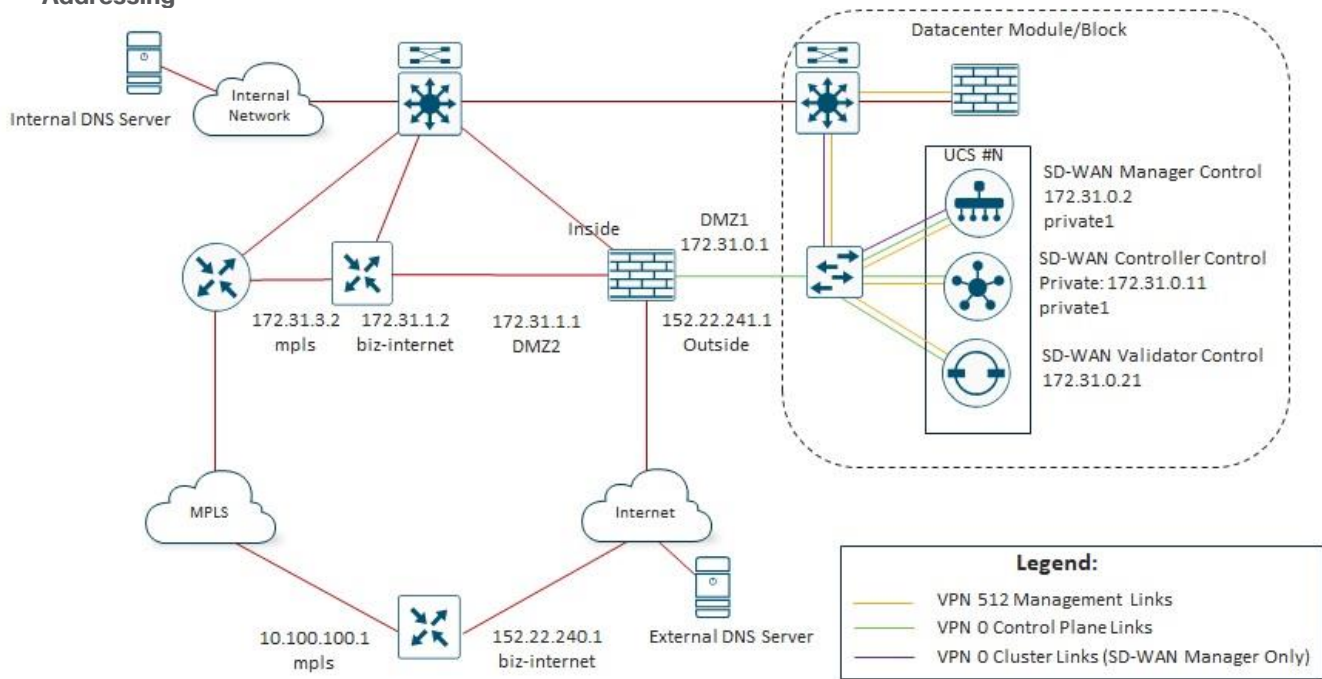 Addressing
Datacenter Module/Block
Internal DNS Server
Internal
Network
UCS #N
SD-WAN Manager Control
172.31.0.2
private1
Inside
DMZ1
172.31.0.1
SD-WAN Controller Control
Private: 172.31.0.11
private1
172.31.3.2
mpls
172.31.1.2
biz-internet
172.31.1.1
DMZ2
152.22.241.1
Outside
SD-WAN Validator Control
172.31.0.21
MPLS
Internet
10.100.100.1
mpls
152.22.240.1
biz-internet
External DNS Server
Legend:
VPN 512 Management Links
VPN 0 Control Plane Links
VPN 0 Cluster Links (SD-WAN Manager Only)